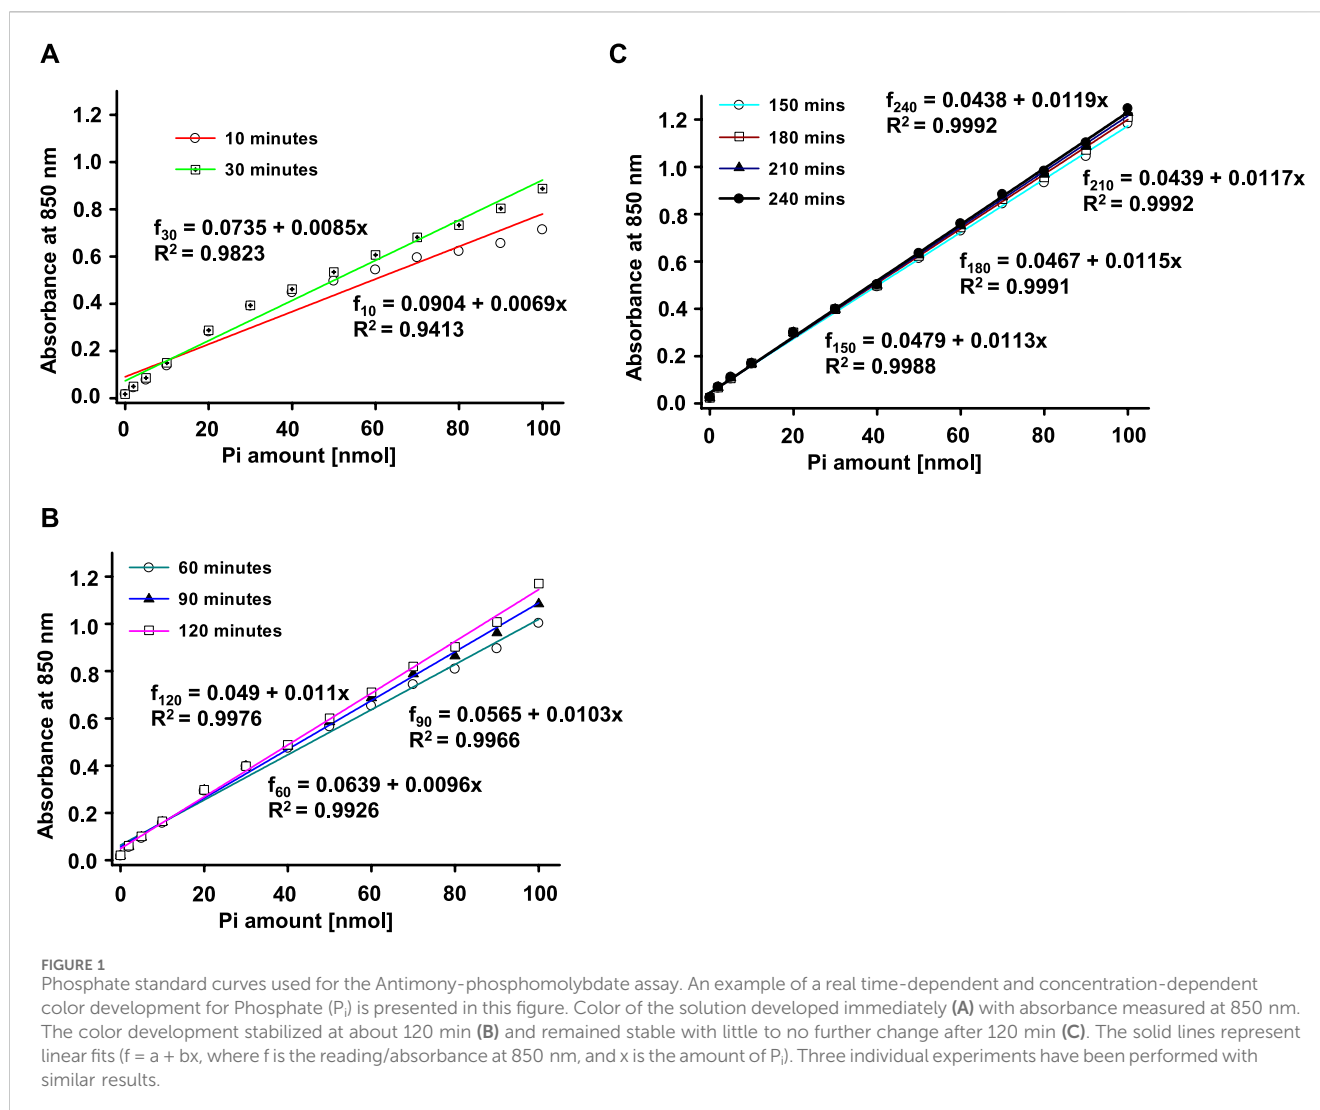 A
Absorbance at 850 nm
1.2
1.0
0.8
0.6
0.4
0.2
0.0
10 minutes
30 minutes
f30 = 0.0735 + 0.0085x
R2 = 0.9823
f10 = 0.0904 + 0.0069x
R2 = 0.9413
0 20 40 60 80 100
Pi amount [nmol]
C
Absorbance at 850 nm
1.2
1.0
0.8
0.6
0.4
0.2
0.0
150 mins
180 mins
210 mins
240 mins
f240 = 0.0438 + 0.0119x
R2 = 0.9992
f210 = 0.0439 + 0.0117x
R2 = 0.9992
f180 = 0.0467 + 0.0115x
R2 = 0.9991
f150 = 0.0479 + 0.0113x
R2 = 0.9988
0 20 40 60 80 100
Pi amount [nmol]
B
Absorbance at 850 nm
1.2
1.0
0.8
0.6
0.4
0.2
0.0
60 minutes
90 minutes
120 minutes
f120 = 0.049 + 0.011x
R2 = 0.9976
f90 = 0.0565 + 0.0103x
R2 = 0.9966
f60 = 0.0639 + 0.0096x
R2 = 0.9926
0 20 40 60 80 100
Pi amount [nmol]
FIGURE 1
Phosphate standard curves used for the Antimony-phosphomolybdate assay. An example of a real time-dependent and concentration-dependent
color development for Phosphate (Pi) is presented in this figure. Color of the solution developed immediately (A) with absorbance measured at 850 nm.
The color development stabilized at about 120 min (B) and remained stable with little to no further change after 120 min (C). The solid lines represent
linear fits (f = a + bx, where f is the reading/absorbance at 850 nm, and x is the amount of Pi). Three individual experiments have been performed with
similar results.